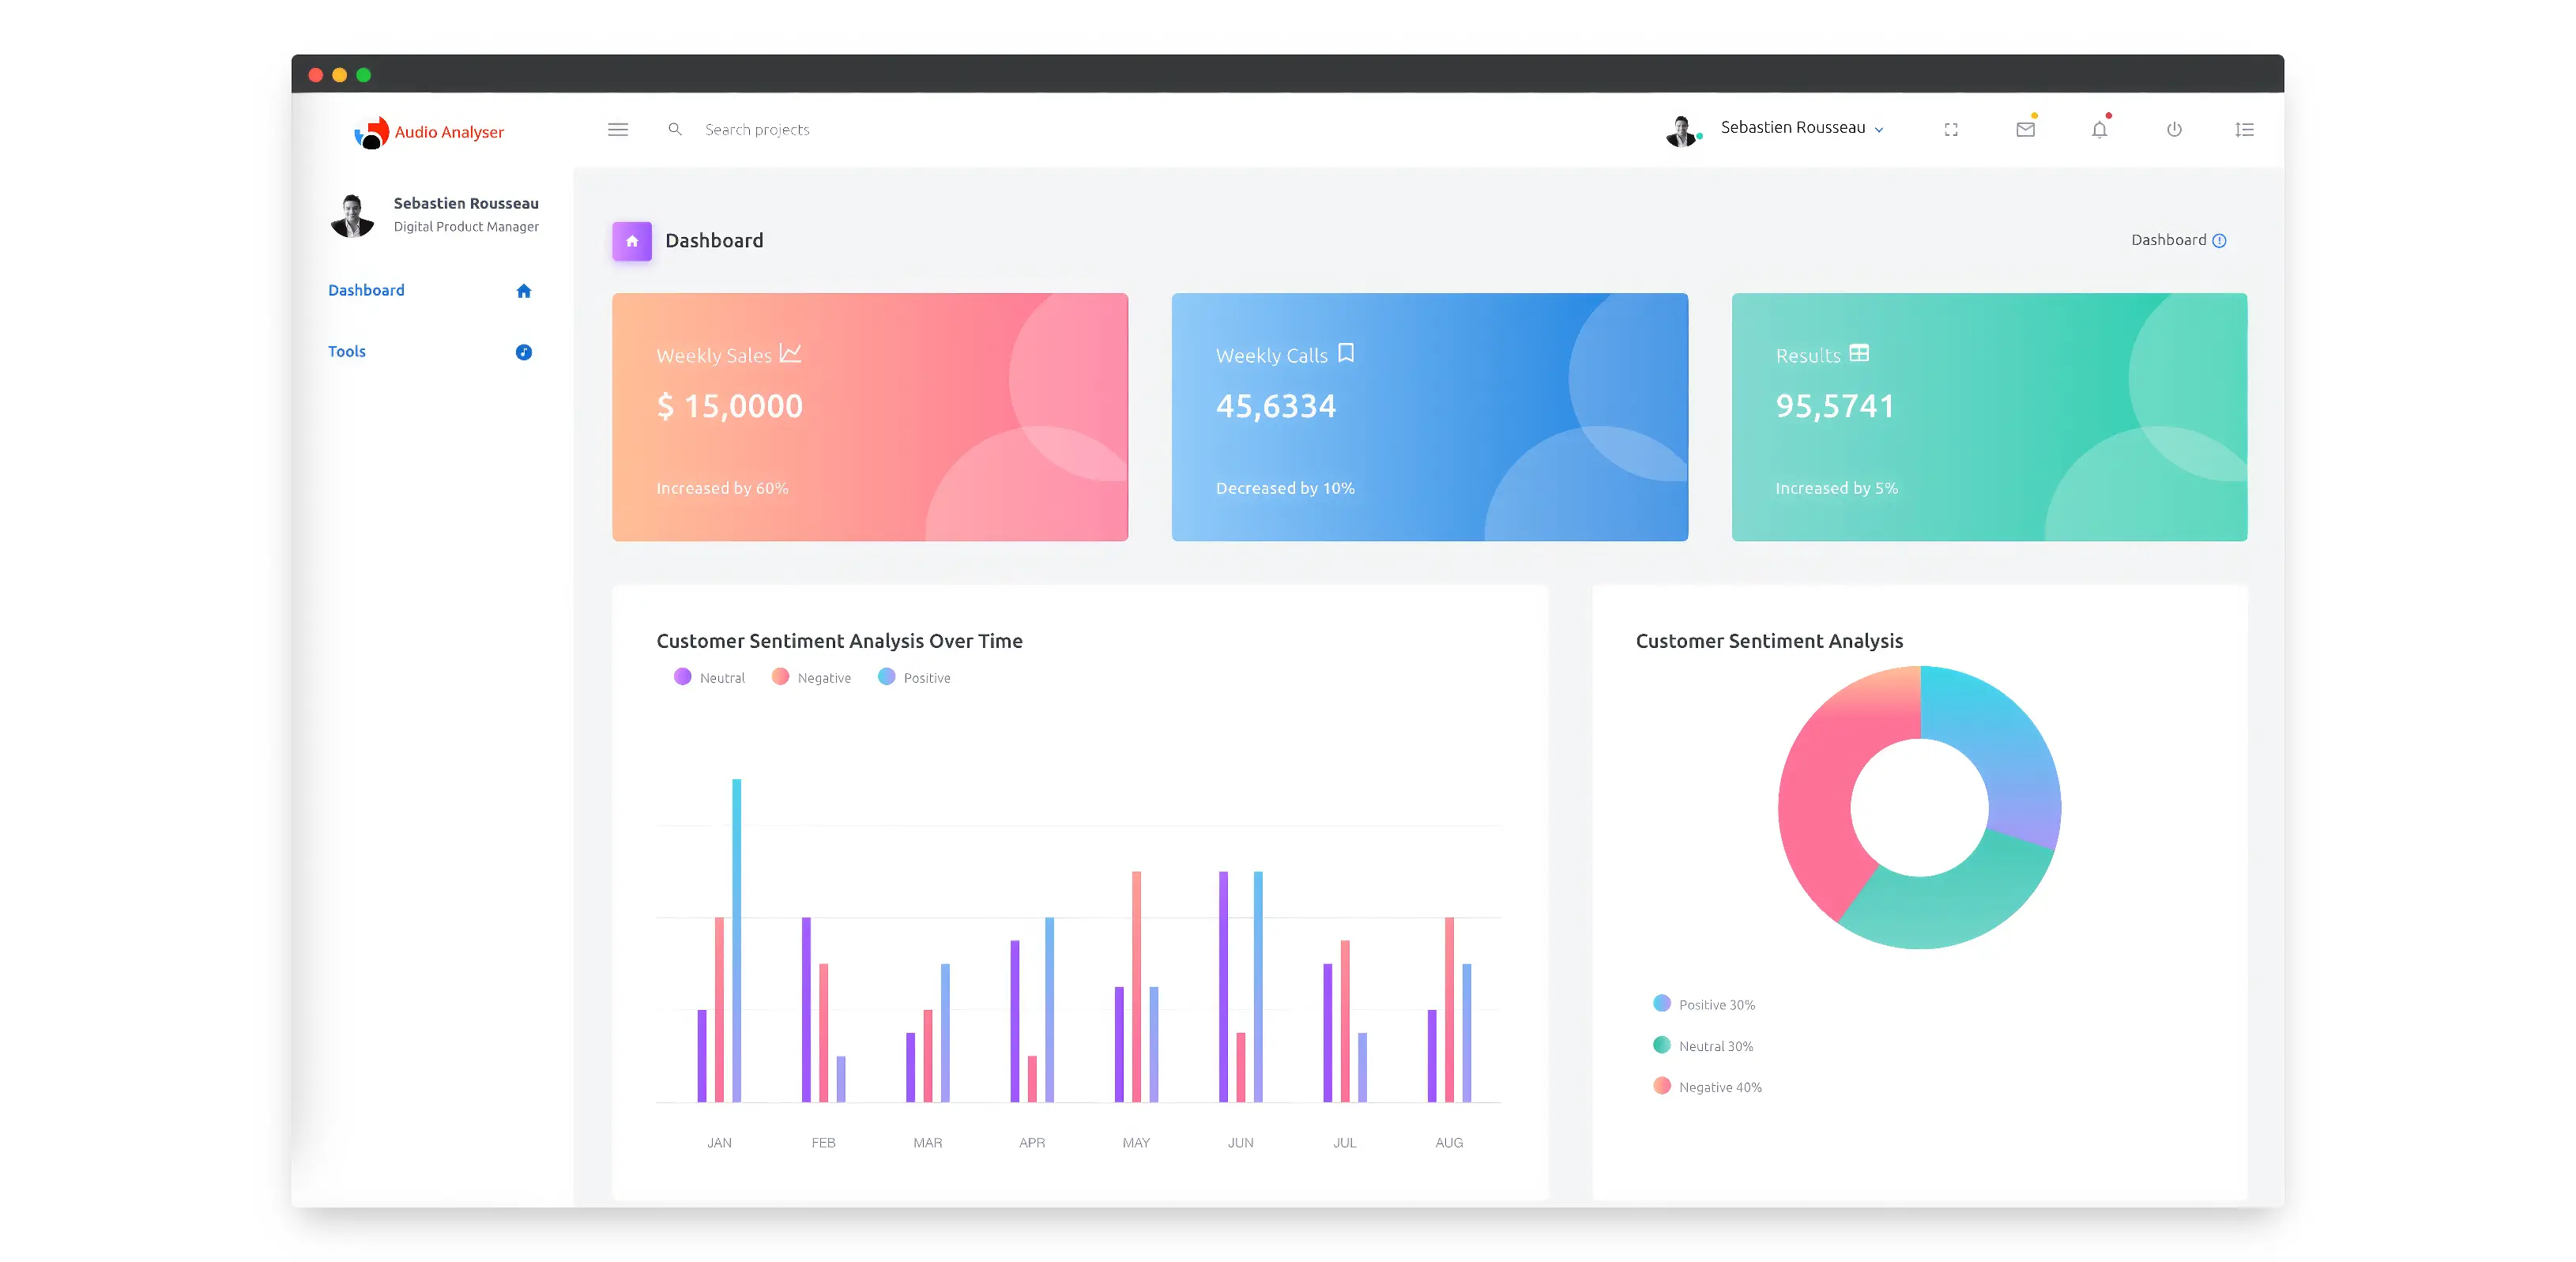 Audio Analyser
Search projects
Sebastien Rousseau
Sebastien Rousseau
Digital Product Manager
Dashboard
Tools
Dashboard
Dashboard
Weekly Sales
$ 15,0000
Increased by 60%
Weekly Calls
45,6334
Decreased by 10%
Results
95,5741
Increased by 5%
Customer Sentiment Analysis Over Time
Neutral Negative Positive
JAN FEB MAR APR MAY JUN JUL AUG
Customer Sentiment Analysis
Positive 30%
Neutral 30%
Negative 40%